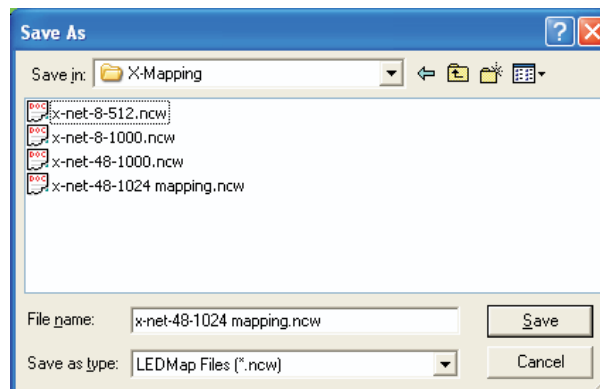 Save As
Save in: X-Mapping
x-net-8-512.ncw
x-net-8-1000.ncw
x-net-48-1000.ncw
x-net-48-1024 mapping.ncw
File name: x-net-48-1024 mapping.ncw Save
Save as type: LEDMap Files (*.ncw) Cancel